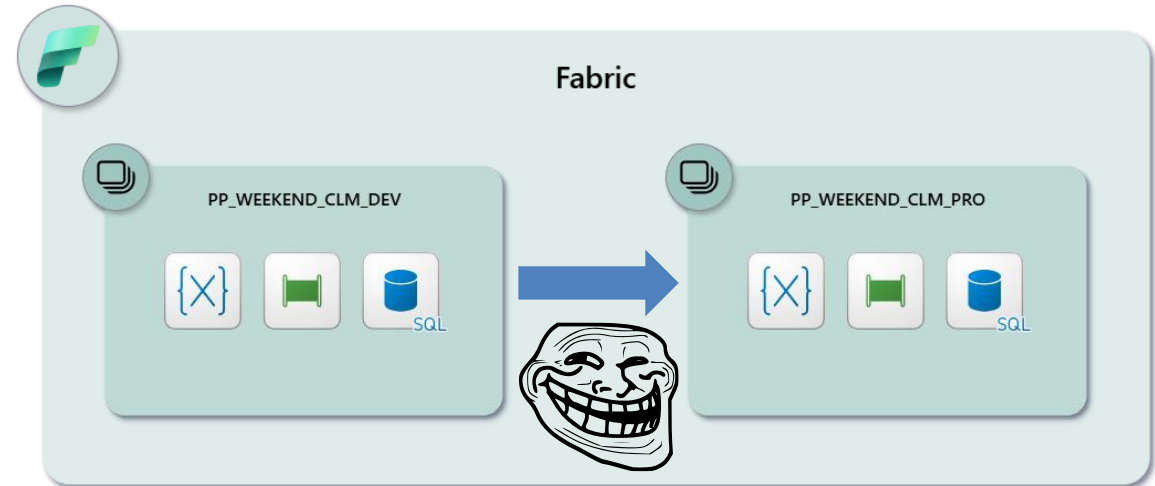 Fabric
PP_WEEKEND_CLM_DEV
PP_WEEKEND_CLM_PRO
{X}
SQL
{X}
SQL